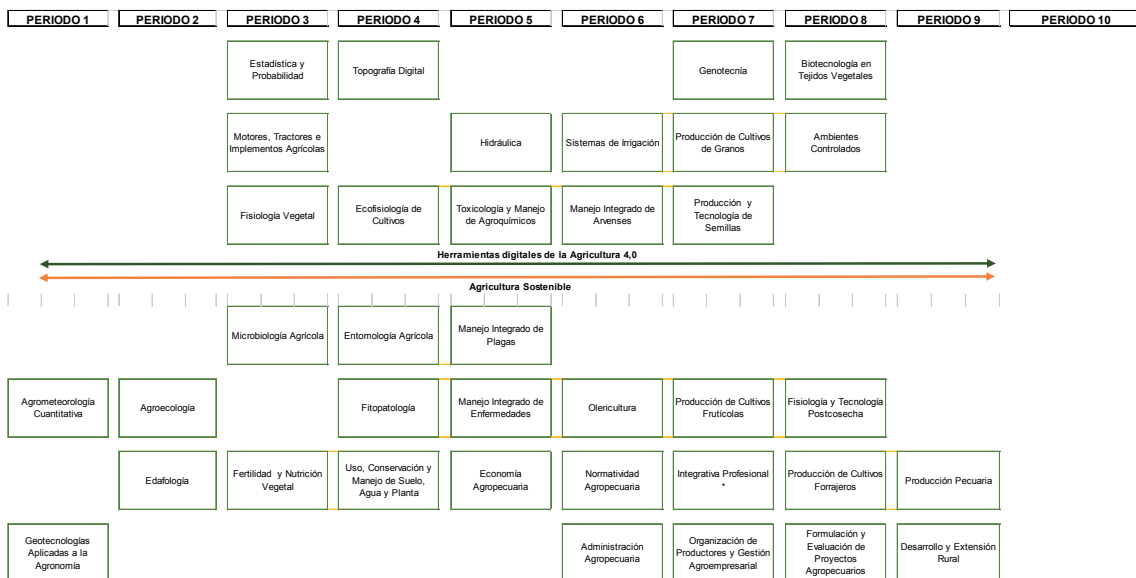 PERIODO 1 PERIODO 2 PERIODO 3 PERIODO 4 PERIODO 5 PERIODO 6 PERIODO 7 PERIODO 8 PERIODO 9 PERIODO 10
Estadística y
Probabilidad
Topografía Digital
Genotecnía
Biotecnología en
Tejidos Vegetales
Motores, Tractores e
Implementos Agrícolas
Hidráulica
Sistemas de Irrigación
Producción de Cultivos
de Granos
Ambientes
Controlados
Fisiología Vegetal
Ecofisiología de
Cultivos
Toxicología y Manejo
de Agroquímicos
Manejo Integrado de
Arvenses
Producción y
Tecnología de
Semillas
Herramientas digitales de la Agricultura 4,0
Agricultura Sostenible
Microbiología Agrícola
Entomología Agrícola
Manejo Integrado de
Plagas
Agrometeorología
Cuantitativa
Agroecología
Fitopatología
Manejo Integrado de
Enfermedades
Olericultura
Producción de Cultivos
Frutícolas
Fisiología y Tecnología
Postcosecha
Edafología
Fertilidad y Nutrición
Vegetal
Uso, Conservación y
Manejo de Suelo,
Agua y Planta
Economía
Agropecuaria
Normatividad
Agropecuaria
Integrativa Profesional
*
Producción de Cultivos
Forrajeros
Producción Pecuaria
Geotecnologías
Aplicadas a la
Agronomía
Administración
Agropecuaria
Organización de
Productores y Gestión
Agroempresarial
Formulación y
Evaluación de
Proyectos
Agropecuarios
Desarrollo y Extensión
Rural